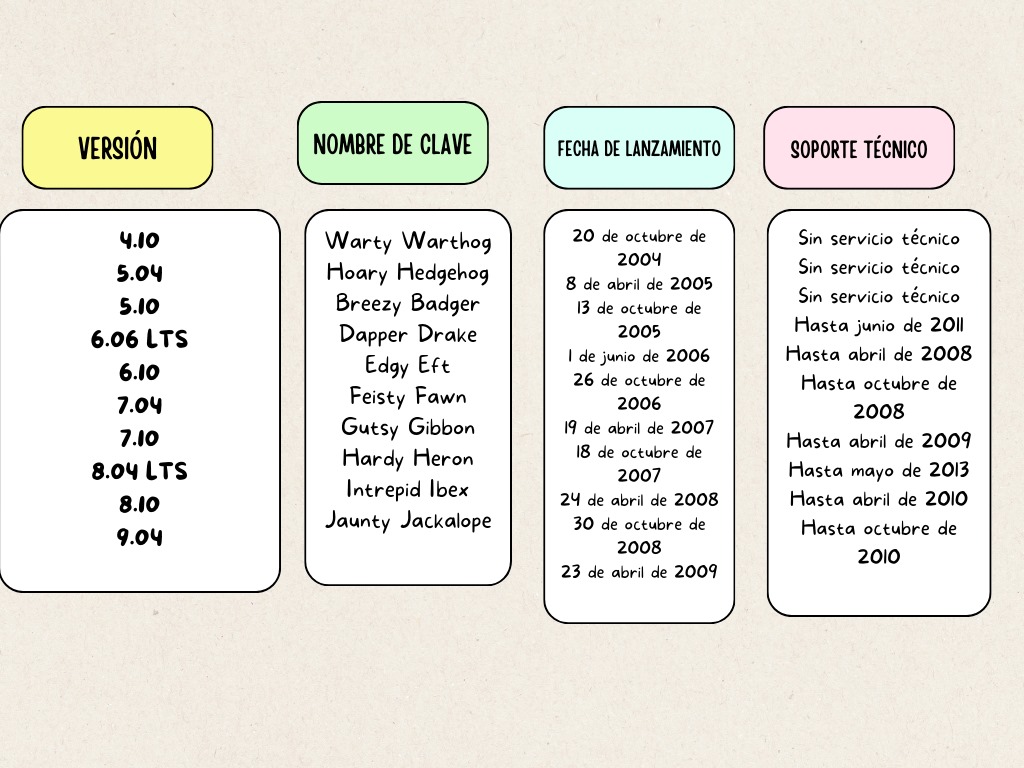 VERSIÓN
NOMBRE DE CLAVE
FECHA DE LANZAMIENTO
SOPORTE TÉCNICO
4.10
5.04
5.10
6.06 LTS
6.10
7.04
7.10
8.04 LTS
8.10
9.04
Warty Warthog
Hoary Hedgehog
Breezy Badger
Dapper Drake
Edgy Eft
Feisty Fawn
Gutsy Gibbon
Hardy Heron
Intrepid Ibex
Jaunty Jackalope
20 de octubre de
2004
8 de abril de 2005
13 de octubre de
2005
1 de junio de 2006
26 de octubre de
2006
19 de abril de 2007
18 de octubre de
2007
24 de abril de 2008
30 de octubre de
2008
23 de abril de 2009
Sin servicio técnico
Sin servicio técnico
Sin servicio técnico
Hasta junio de 2011
Hasta abril de 2008
Hasta octubre de
2008
Hasta abril de 2009
Hasta mayo de 2013
Hasta abril de 2010
Hasta octubre de
2010